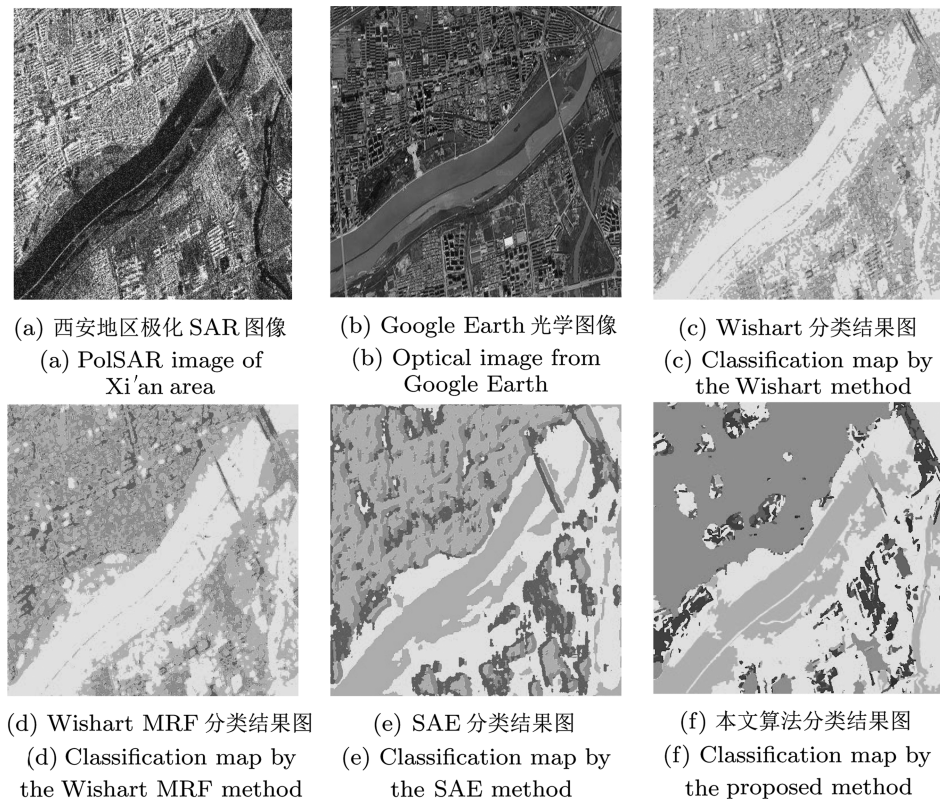 (a) 西安地区极化 SAR 图像
(a) PolSAR image of
Xi′an area
(b) Google Earth 光学图像
(b) Optical image from
Google Earth
(c) Wishart 分类结果图
(c) Classification map by
the Wishart method
(d) Wishart MRF 分类结果图
(d) Classification map by
the Wishart MRF method
(e) SAE 分类结果图
(e) Classification map by
the SAE method
(f) 本文算法分类结果图
(f) Classification map by
the proposed method